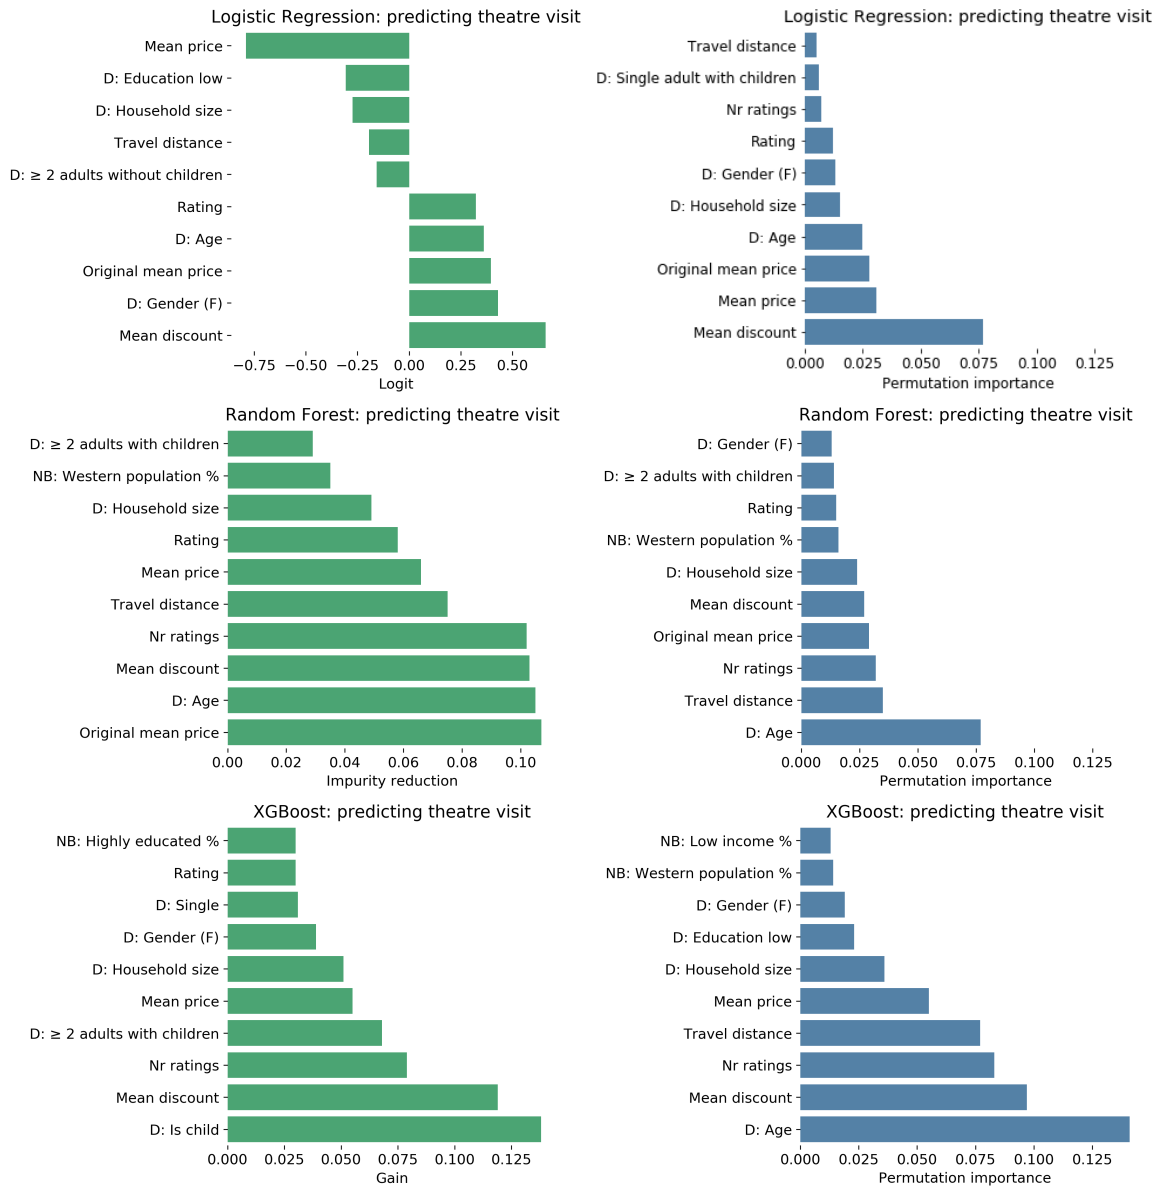 Logistic Regression: predicting theatre visit
Mean price
D: Education low
D: Household size
Travel distance
D: ≥ 2 adults without children
Rating
D: Age
Original mean price
D: Gender (F)
Mean discount
−0.75 −0.50 −0.25 0.00 0.25 0.50
Logit
Logistic Regression: predicting theatre visit
Travel distance
D: Single adult with children
Nr ratings
Rating
D: Gender (F)
D: Household size
D: Age
Original mean price
Mean price
Mean discount
0.000 0.025 0.050 0.075 0.100 0.125
Permutation importance
Random Forest: predicting theatre visit
D: ≥ 2 adults with children
NB: Western population %
D: Household size
Rating
Mean price
Travel distance
Nr ratings
Mean discount
D: Age
Original mean price
0.00 0.02 0.04 0.06 0.08 0.10
Impurity reduction
Random Forest: predicting theatre visit
D: Gender (F)
D: ≥ 2 adults with children
Rating
NB: Western population %
D: Household size
Mean discount
Original mean price
Nr ratings
Travel distance
D: Age
0.000 0.025 0.050 0.075 0.100 0.125
Permutation importance
XGBoost: predicting theatre visit
NB: Highly educated %
Rating
D: Single
D: Gender (F)
D: Household size
Mean price
D: ≥ 2 adults with children
Nr ratings
Mean discount
D: Is child
0.000 0.025 0.050 0.075 0.100 0.125
Gain
XGBoost: predicting theatre visit
NB: Low income %
NB: Western population %
D: Gender (F)
D: Education low
D: Household size
Mean price
Travel distance
Nr ratings
Mean discount
D: Age
0.000 0.025 0.050 0.075 0.100 0.125
Permutation importance